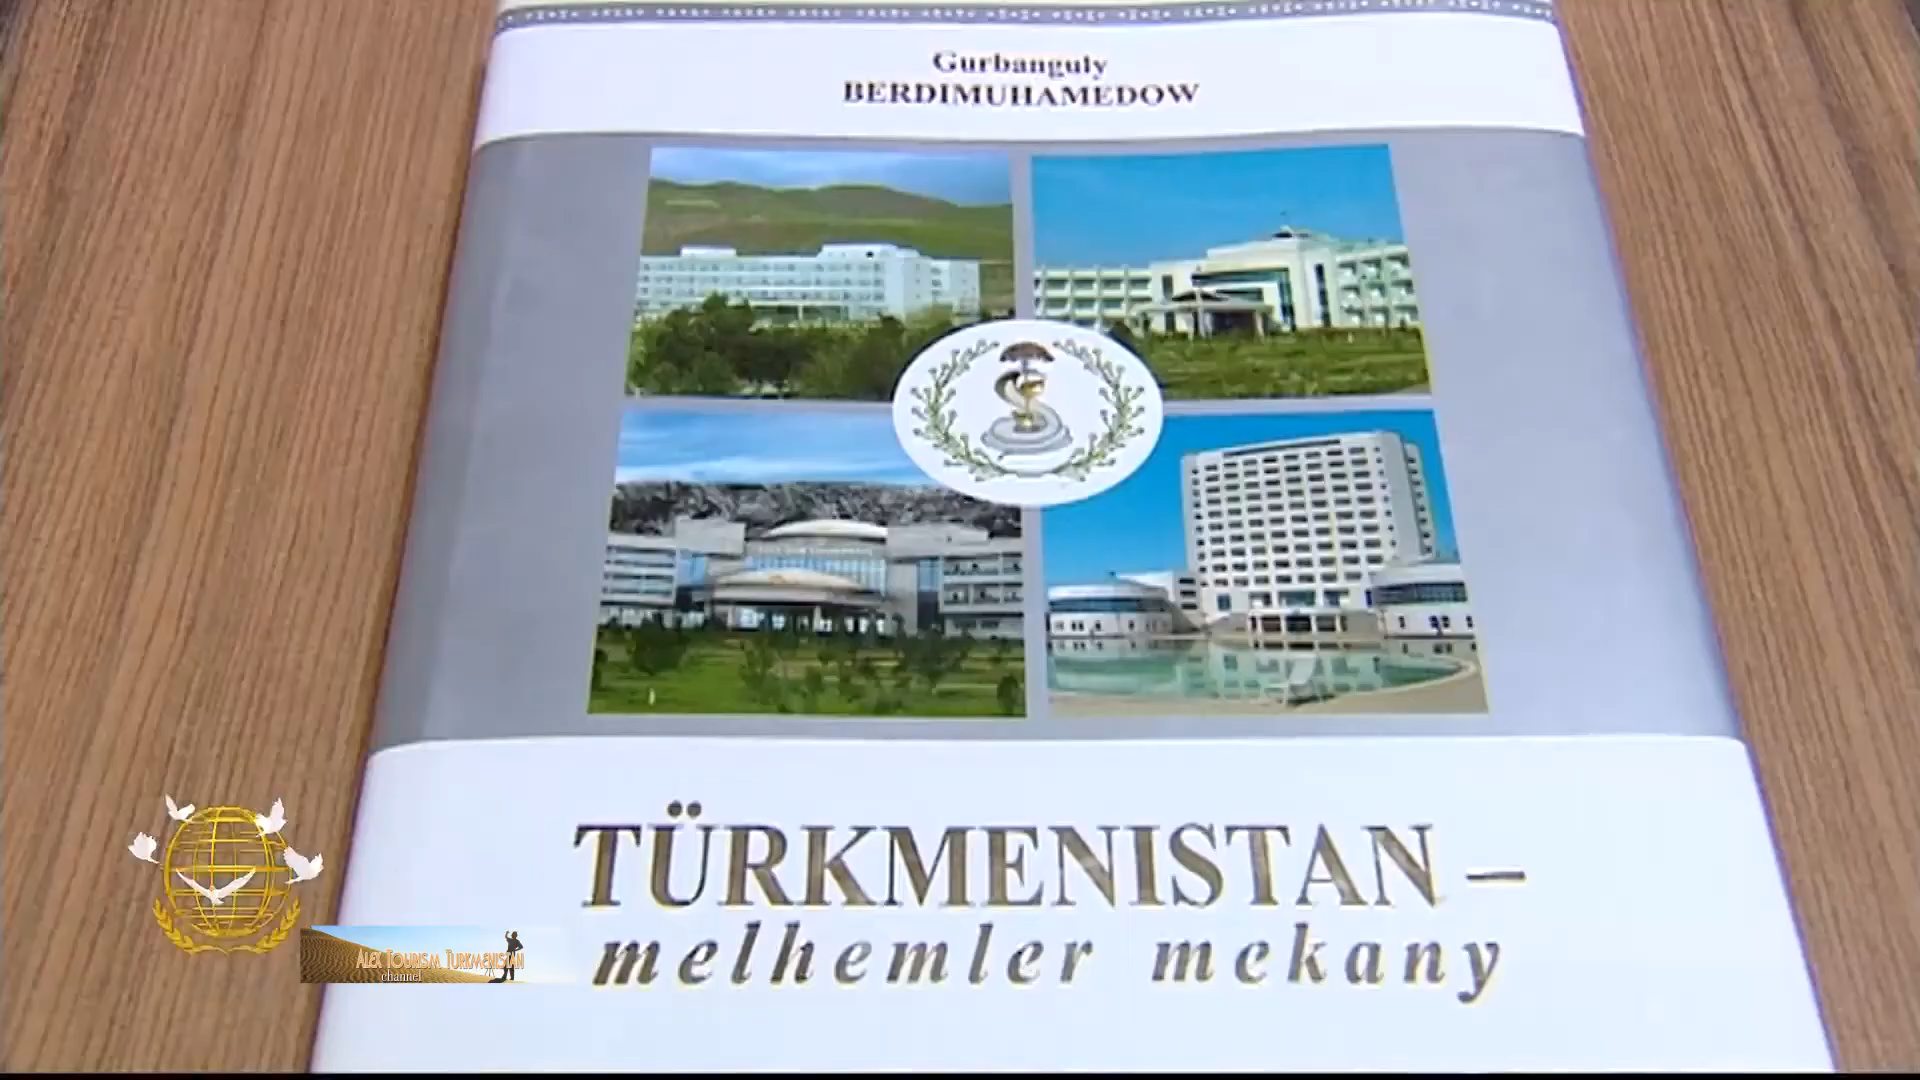 Gurbanguly
BERDIMUHAMEDOW
TÜRKMENISTAN –
melhemler mekany
ALEX TOURISM TURKMENISTAN
channel